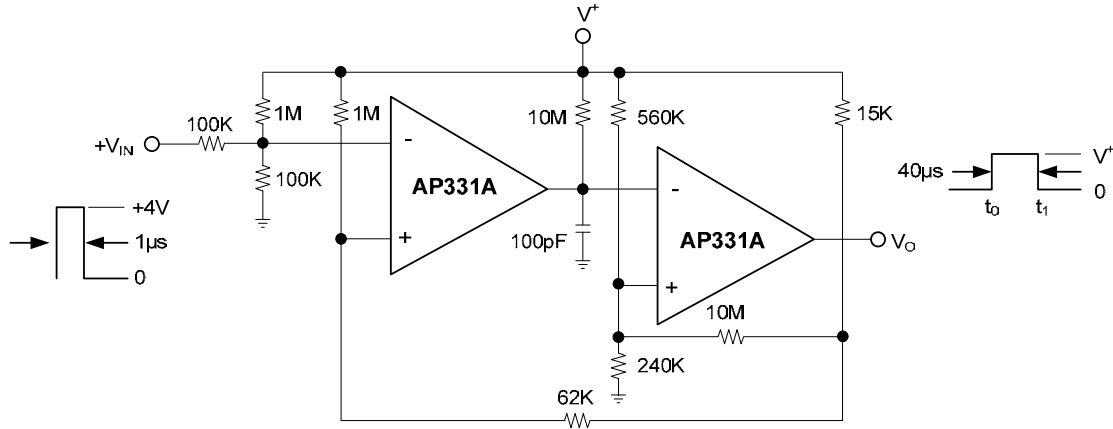 V+
1M
1M
10M
560K
15K
100K
+VIN
-
100K
AP331A
+
100pF
-
AP331A
+
VO
10M
240K
62K
+4V
1µs
0
40µs
V+
0
t0
t1